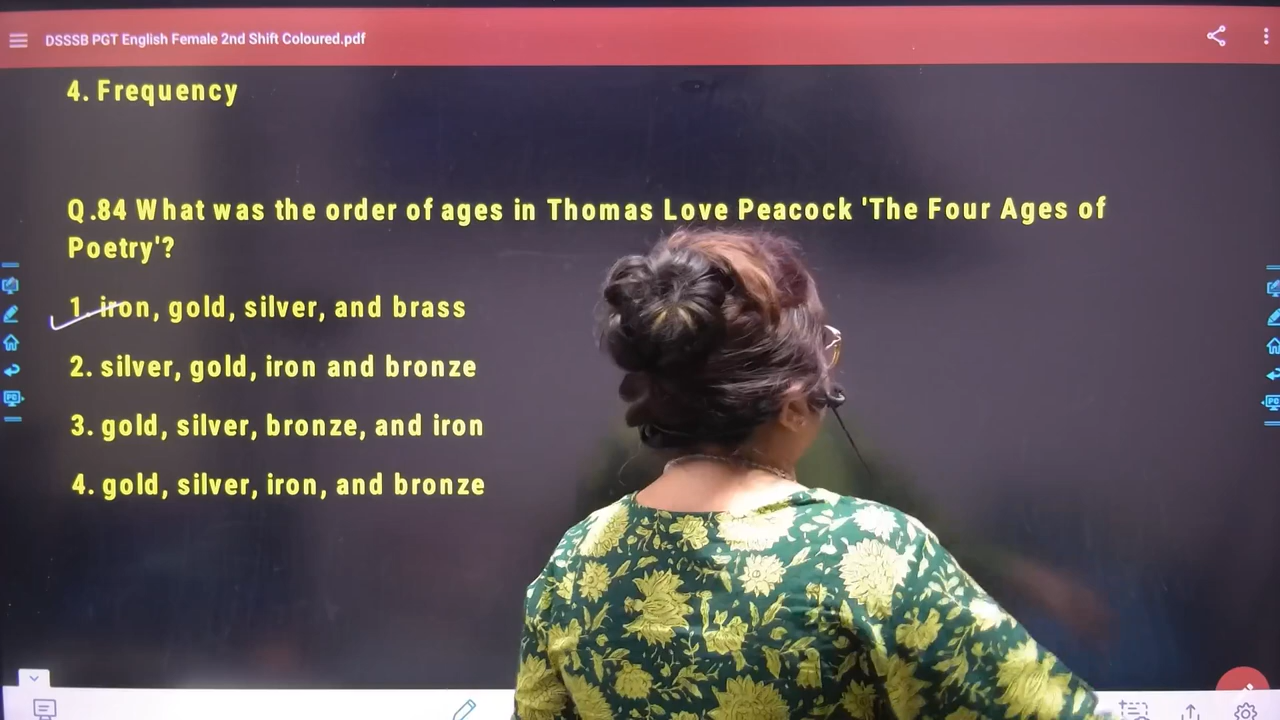 DSSSB PGT English Female 2nd Shift Coloured.pdf
4. Frequency
Q.84 What was the order of ages in Thomas Love Peacock 'The Four Ages of
Poetry'?
1. iron, gold, silver, and brass
2. silver, gold, iron and bronze
3. gold, silver, bronze, and iron
4. gold, silver, iron, and bronze